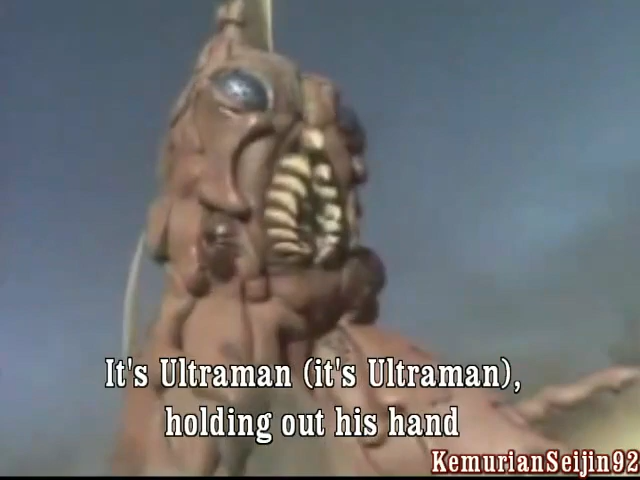 It's Ultraman (it's Ultraman),
holding out his hand
KemurianSeijin92